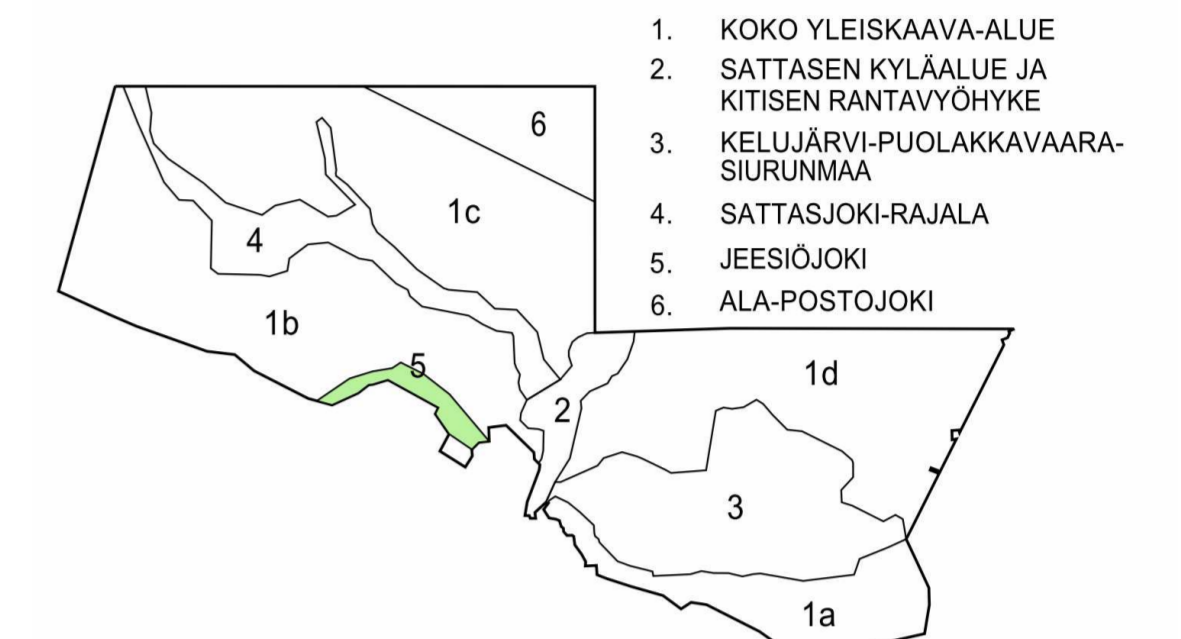 1. KOKO YLEISKAAVA-ALUE
2. SATTASEN KYLÄALUE JA
KITISEN RANTAVYÖHYKE
3. KELUJÄRVI-PUOLAKKAVAARA-
SIURUNMAA
4. SATTASJOKI-RAJALA
5. JEESIÖJOKI
6. ALA-POSTOJOKI
6
1c
4
1b
5
1d
2
3
1a